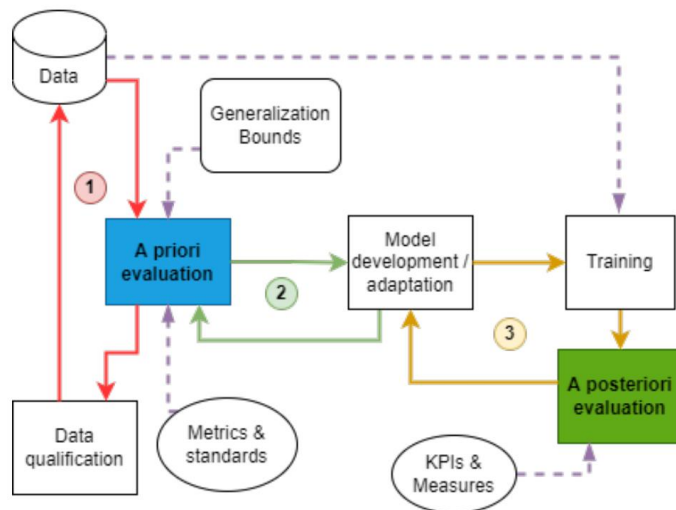 Data
Generalization
Bounds
1
A priori
evaluation
Model
development /
adaptation
Training
2
3
A posteriori
evaluation
Data
qualification
Metrics &
standards
KPIs &
Measures